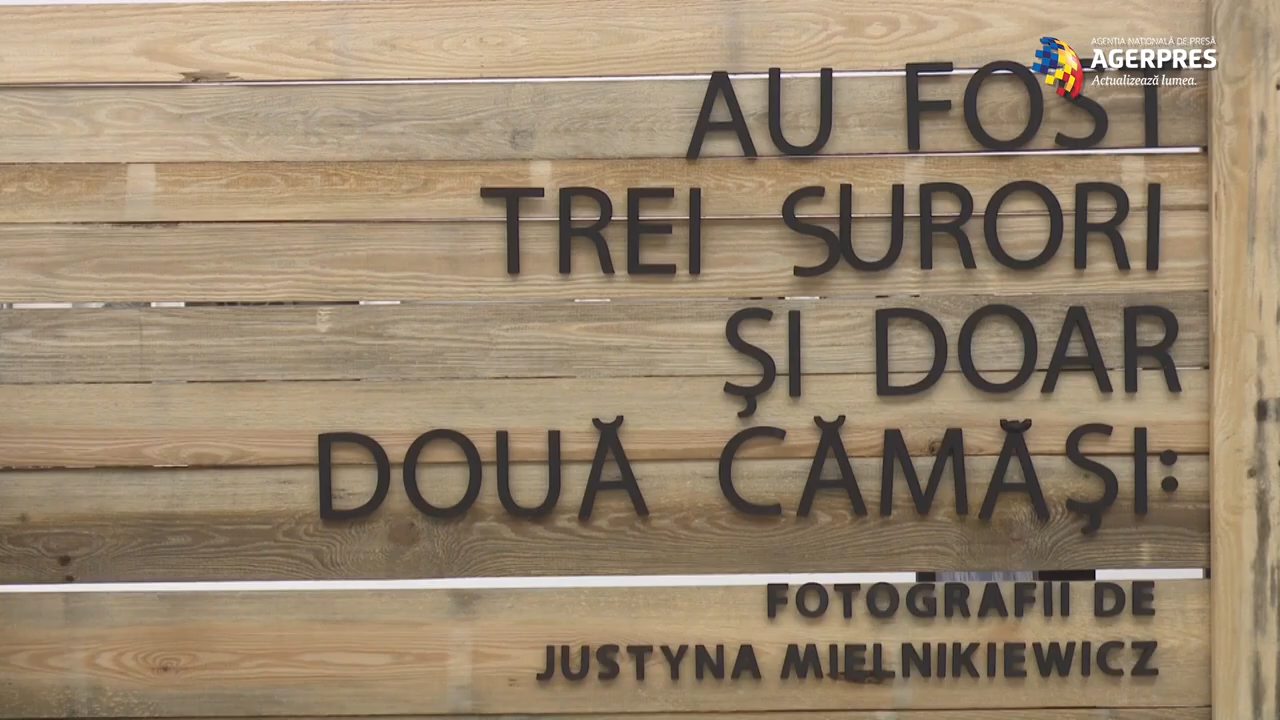 AGENȚIA NAȚIONALĂ DE PRESĂ
AGERPRES
Actualizează lumea.
AU FOST
TREI SURORI
ȘI DOAR
DOUĂ CĂMĂȘI:
FOTOGRAFII DE
JUSTYNA MIELNIKIEWICZ